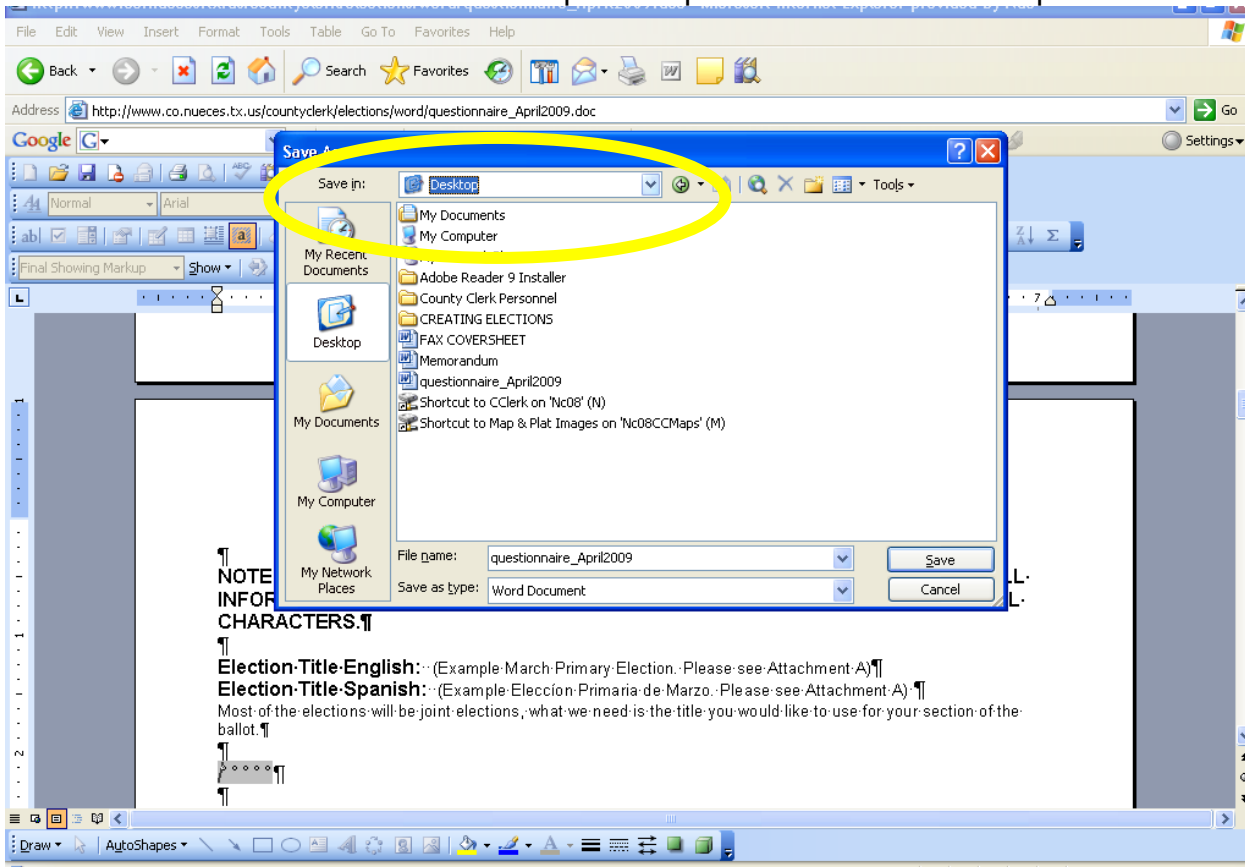 File Edit View Insert Format Tools Table Go To Favorites Help
Back Search Favorites
Address http://www.co.nueces.tx.us/countyclerk/elections/word/questionnaire_April2009.doc Go
Google G Settings
Save
Save in: Desktop Tools
Normal Arial
Final Showing Markup Show
My Recent Documents
Desktop
My Documents
My Computer
My Network Places
My Documents
My Computer
Adobe Reader 9 Installer
County Clerk Personnel
CREATING ELECTIONS
FAX COVERSHEET
Memorandum
questionnaire_April2009
Shortcut to CClerk on 'Nc08' (N)
Shortcut to Map & Plat Images on 'Nc08CCMaps' (M)
File name: questionnaire_April2009 Save
Save as type: Word Document Cancel
NOTE
INFOR
CHARACTERS.¶
¶
Election·Title·English:··(Example·March·Primary·Election.·Please·see·Attachment·A)¶
Election·Title·Spanish:··(Example·Eleccíon·Primaria·de·Marzo.·Please·see·Attachment·A)·¶
Most·of·the·elections·will·be·joint·elections,·what·we·need·is·the·title·you·would·like·to·use·for·your·section·of·the·
ballot.¶
Draw AutoShapes